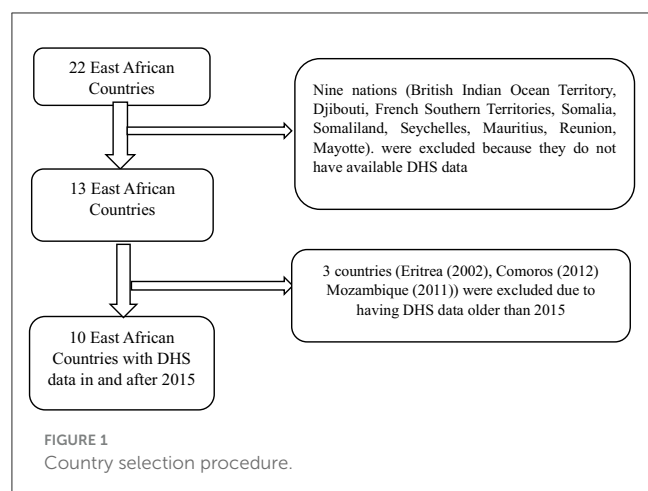 22 East African
Countries
Nine nations (British Indian Ocean Territory,
Djibouti, French Southern Territories, Somalia,
Somaliland, Seychelles, Mauritius, Reunion,
Mayotte). were excluded because they do not
have available DHS data
13 East African
Countries
3 countries (Eritrea (2002), Comoros (2012)
Mozambique (2011)) were excluded due to
having DHS data older than 2015
10 East African
Countries with DHS
data in and after 2015
FIGURE 1
Country selection procedure.